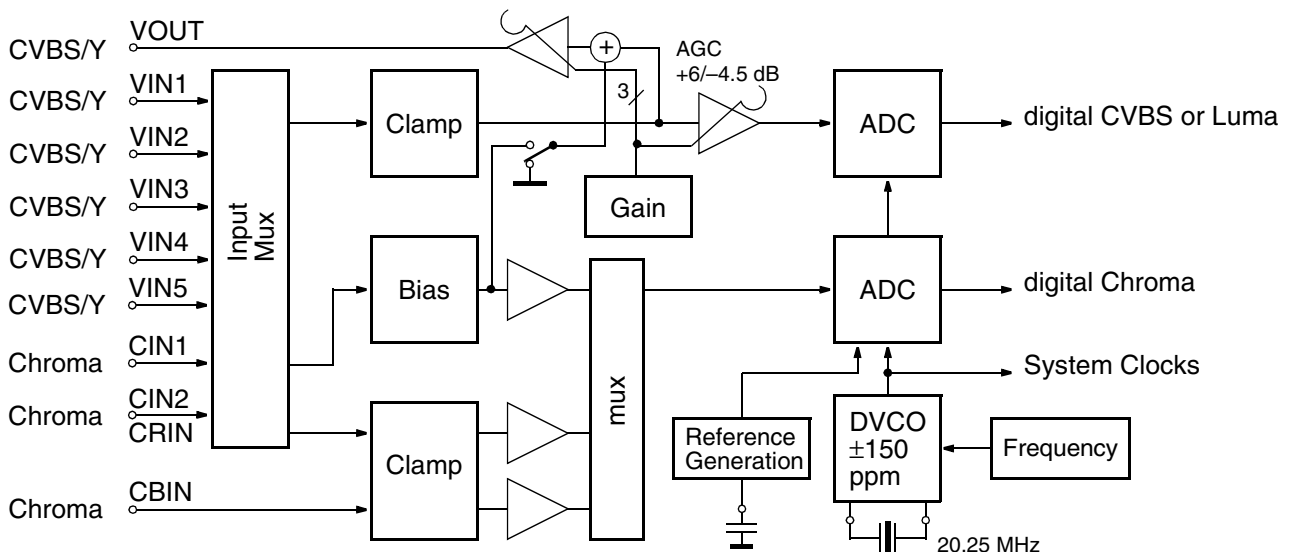 CVBS/Y VOUT
AGC
+6/–4.5 dB
CVBS/Y VIN1
3
CVBS/Y VIN2
CVBS/Y VIN3
CVBS/Y VIN4
CVBS/Y VIN5
Chroma CIN1
Chroma CIN2
CRIN
Chroma CBIN
Input
Mux
Clamp
+
Gain
Bias
Clamp
mux
ADC
digital CVBS or Luma
ADC
digital Chroma
System Clocks
Reference
Generation
DVCO
±150
ppm
Frequency
20.25 MHz